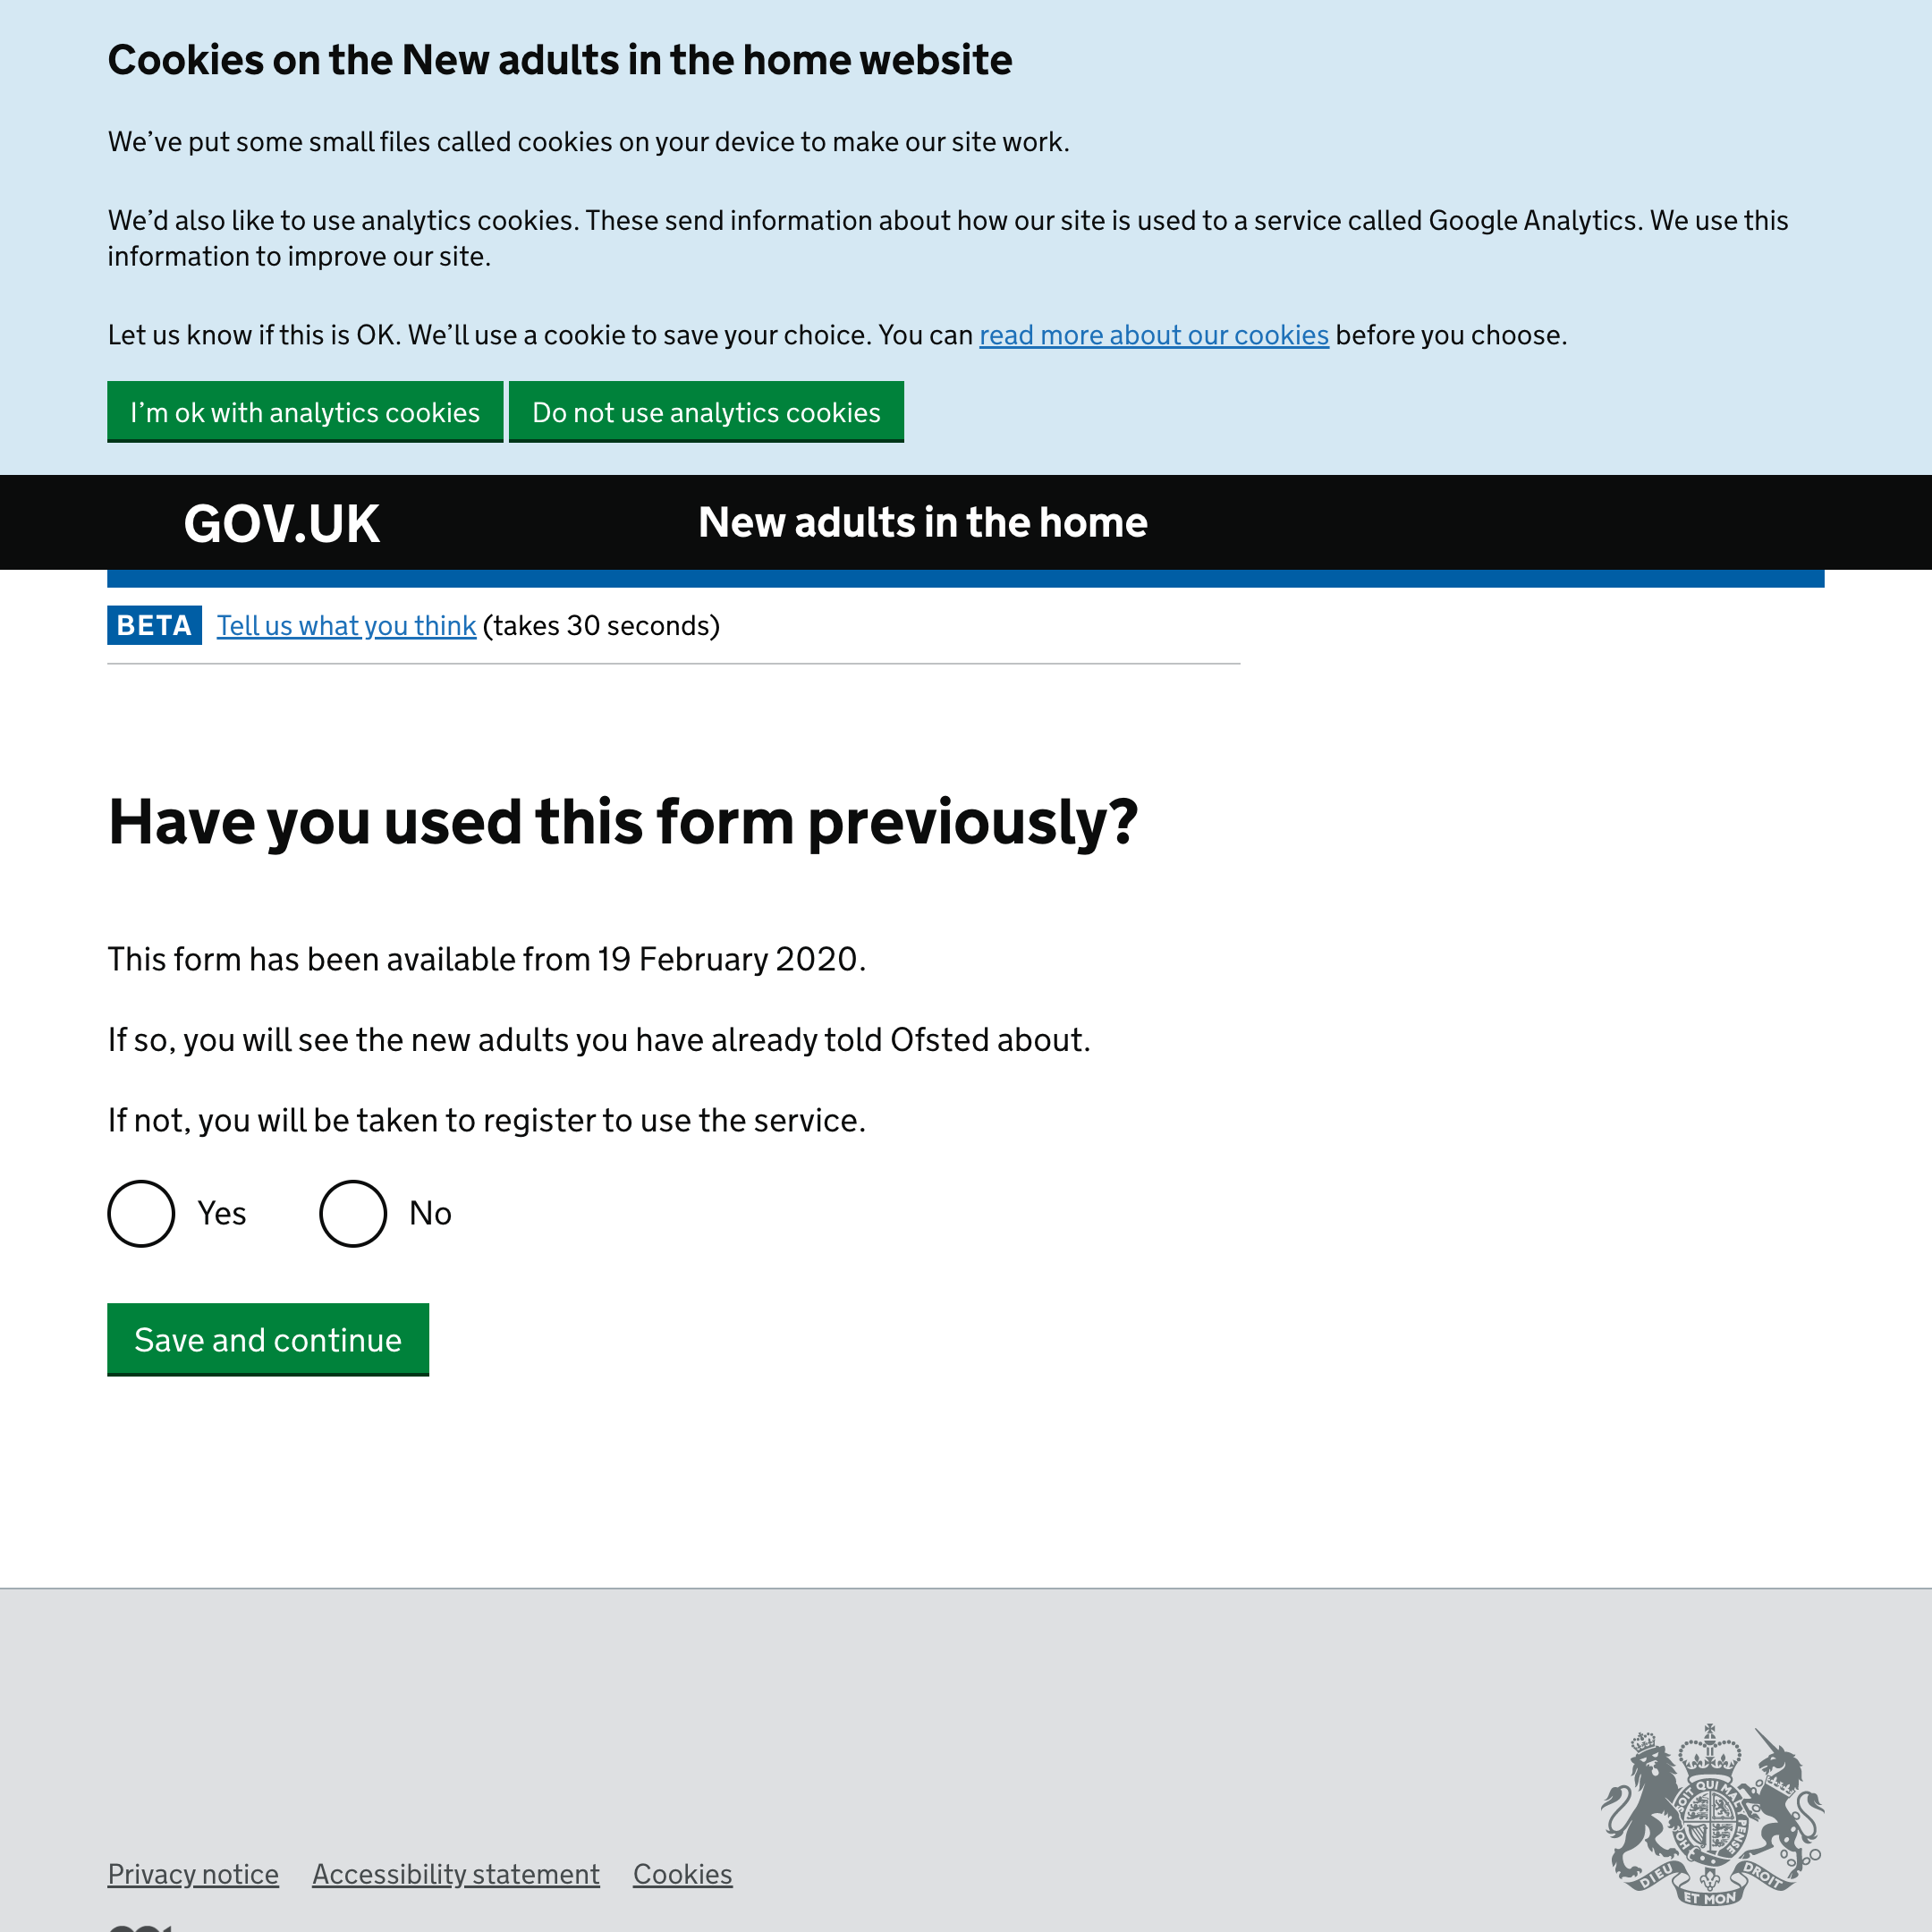 Cookies on the New adults in the home website
We’ve put some small files called cookies on your device to make our site work.
We’d also like to use analytics cookies. These send information about how our site is used to a service called Google Analytics. We use this
information to improve our site.
Let us know if this is OK. We’ll use a cookie to save your choice. You can read more about our cookies before you choose.
I’m ok with analytics cookies Do not use analytics cookies
GOV.UK New adults in the home
BETA Tell us what you think (takes 30 seconds)
Have you used this form previously?
This form has been available from 19 February 2020.
If so, you will see the new adults you have already told Ofsted about.
If not, you will be taken to register to use the service.
Yes No
Save and continue
Privacy notice Accessibility statement Cookies
DIEU ET MON DROIT